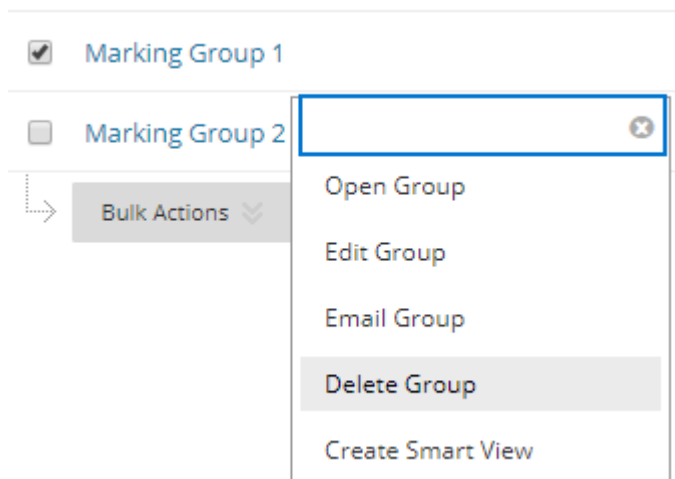 Marking Group 1
Marking Group 2
Bulk Actions
Open Group
Edit Group
Email Group
Delete Group
Create Smart View